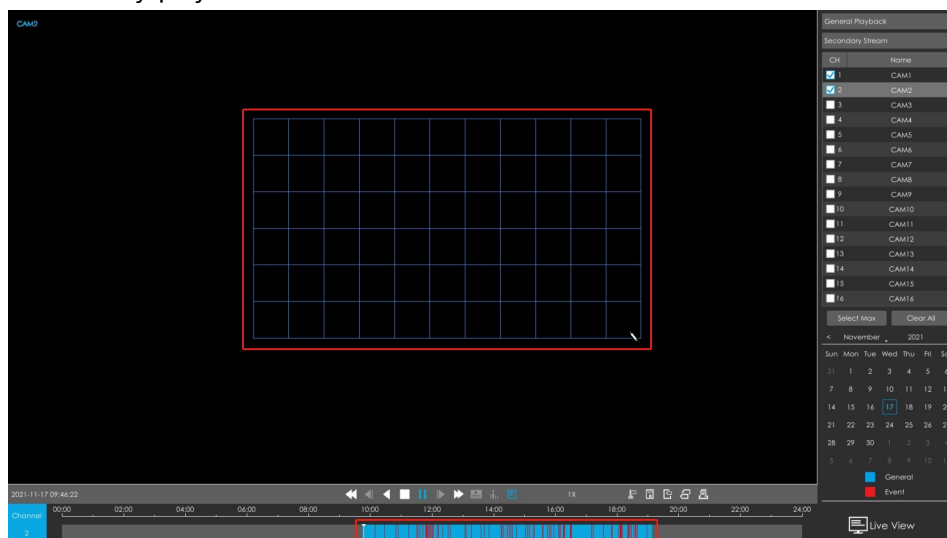 CAM2
General Playback
Secondary Stream
CH Name
1 CAM1
2 CAM2
3 CAM3
4 CAM4
5 CAM5
6 CAM6
7 CAM7
8 CAM8
9 CAM9
10 CAM10
11 CAM11
12 CAM12
13 CAM13
14 CAM14
15 CAM15
16 CAM16
Select Max Clear All
< November 2021
Sun Mon Tue Wed Thu Fri
31 1 2 3 4 5
7 8 9 10 11 12
14 15 16 17 18 19
21 22 23 24 25 26
28 29 30 1 2 3
5 6 7 8 9 10
General
Event
2021-11-17 09:46:22 1X
Channel 00:00 02:00 04:00 06:00 08:00 10:00 12:00 14:00 16:00 18:00 20:00 22:00 24:00
2
Live View